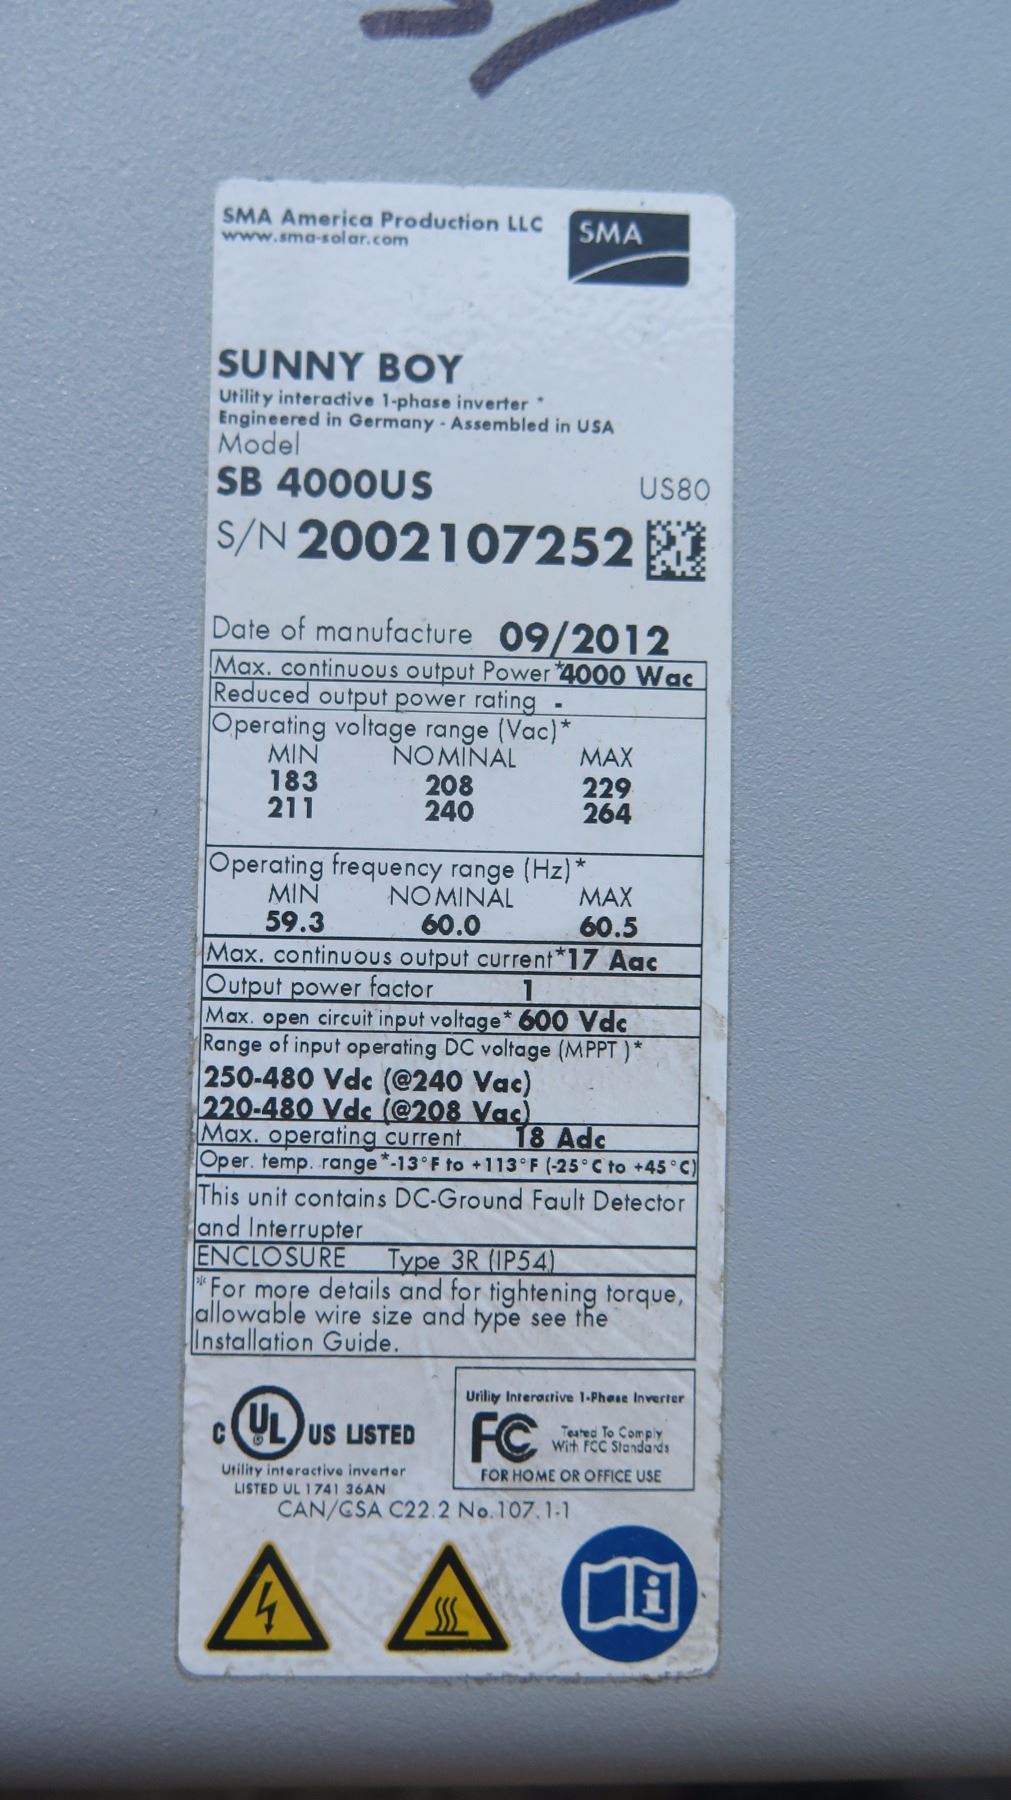 SMA America Production LLC
www.sma-solar.com
SMA
SUNNY BOY
Utility interactive 1-phase inverter *
Engineered in Germany - Assembled in USA
Model
SB 4000US US80
S/N 2002107252
Date of manufacture 09/2012
Max. continuous output Power* 4000 Wac
Reduced output power rating -
Operating voltage range (Vac)*
MIN NOMINAL MAX
183 208 229
211 240 264
Operating frequency range (Hz)*
MIN NOMINAL MAX
59.3 60.0 60.5
Max. continuous output current* 17 Aac
Output power factor 1
Max. open circuit input voltage* 600 Vdc
Range of input operating DC voltage (MPPT )*
250-480 Vdc (@240 Vac)
220-480 Vdc (@208 Vac)
Max. operating current 18 Adc
Oper. temp. range*-13°F to +113°F (-25°C to +45°C)
This unit contains DC-Ground Fault Detector
and Interrupter
ENCLOSURE Type 3R (IP54)
*For more details and for tightening torque,
allowable wire size and type see the
Installation Guide.
C UL ® US LISTED
Utility interactive inverter
LISTED UL 1741 36AN
CAN/CSA C22.2 No.107.1-1
Utility Interactive 1-Phase Inverter
FC Tested To Comply
With FCC Standards
FOR HOME OR OFFICE USE